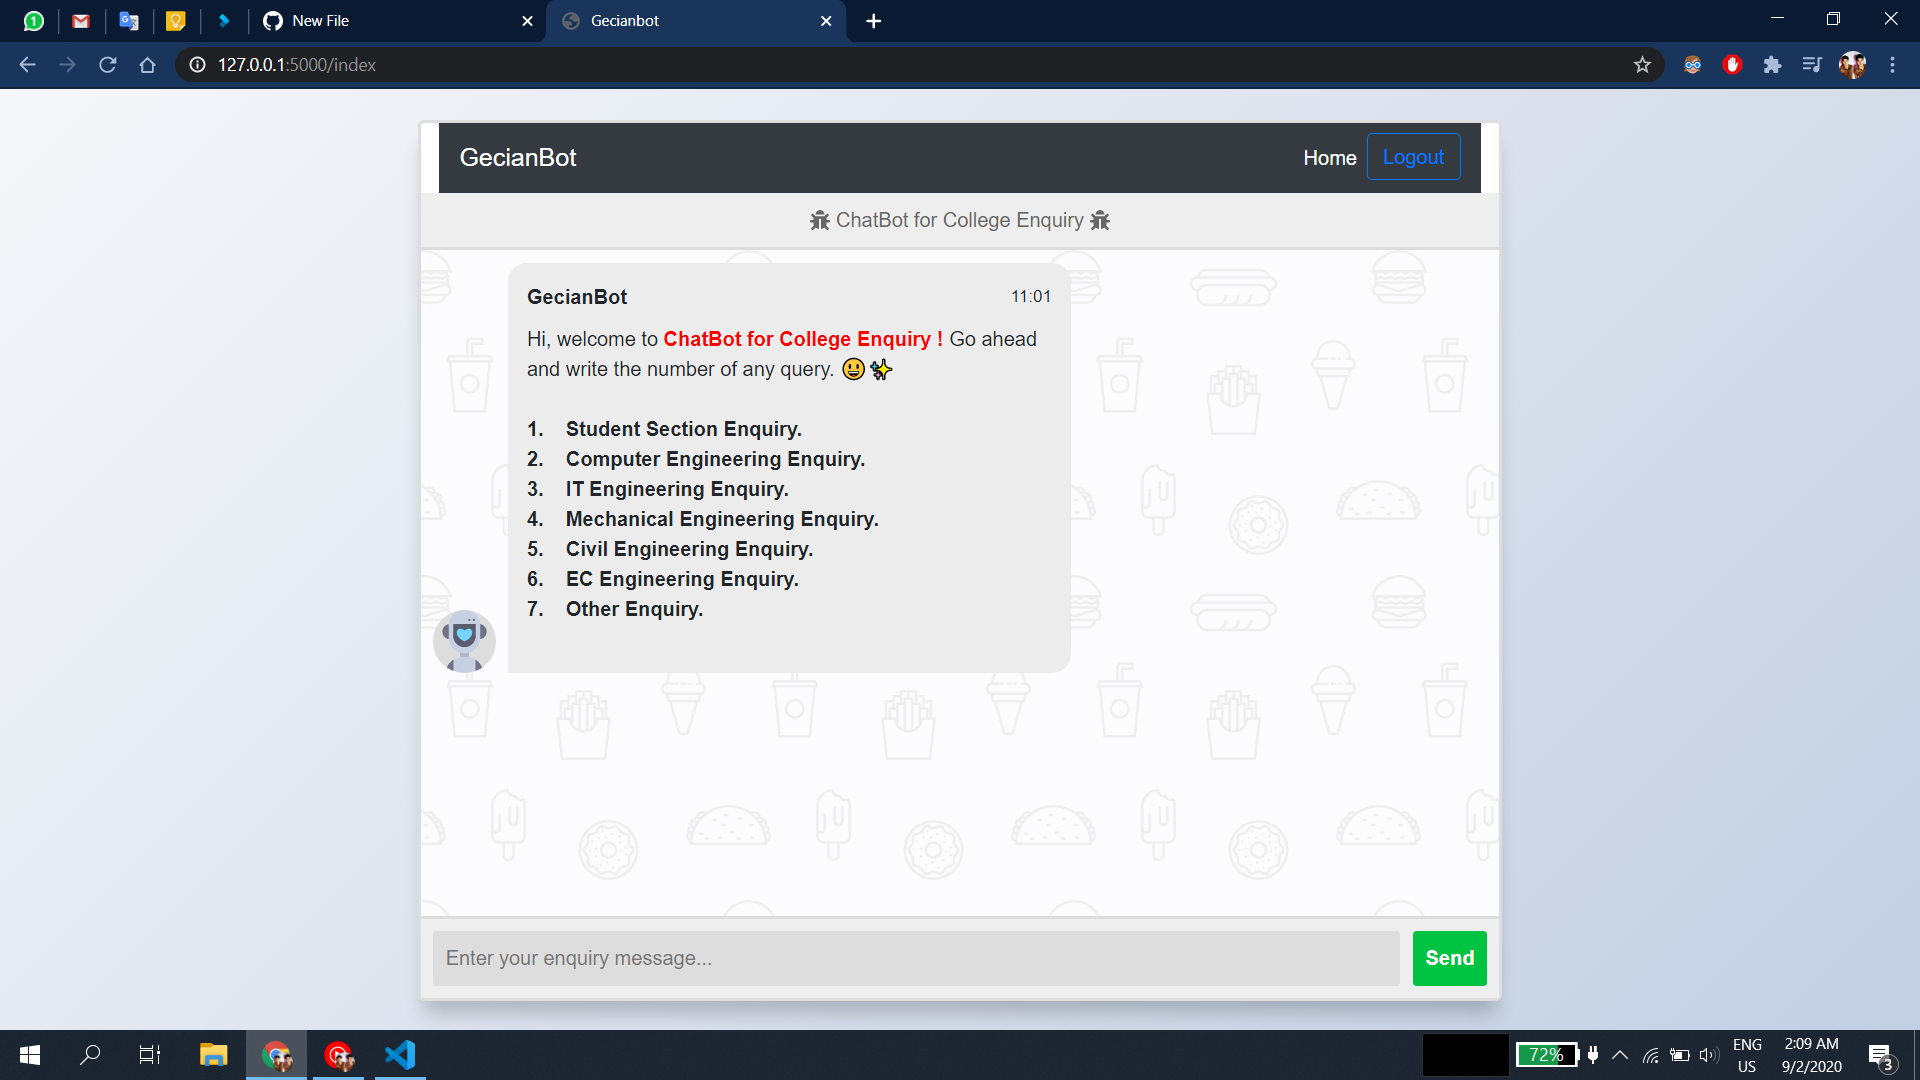 1
New File
Gecianbot
127.0.0.1:5000/index
GecianBot
Home
Logout
ChatBot for College Enquiry
GecianBot
11:01
Hi, welcome to ChatBot for College Enquiry ! Go ahead
and write the number of any query. 😃✨
1. Student Section Enquiry.
2. Computer Engineering Enquiry.
3. IT Engineering Enquiry.
4. Mechanical Engineering Enquiry.
5. Civil Engineering Enquiry.
6. EC Engineering Enquiry.
7. Other Enquiry.
Enter your enquiry message...
Send
72%
ENG
US
2:09 AM
9/2/2020
3